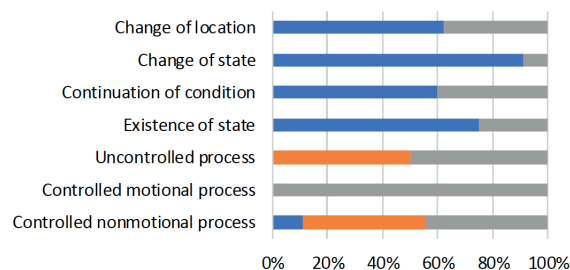 Change of location
Change of state
Continuation of condition
Existence of state
Uncontrolled process
Controlled motional process
Controlled nonmotional process
0% 20% 40% 60% 80% 100%